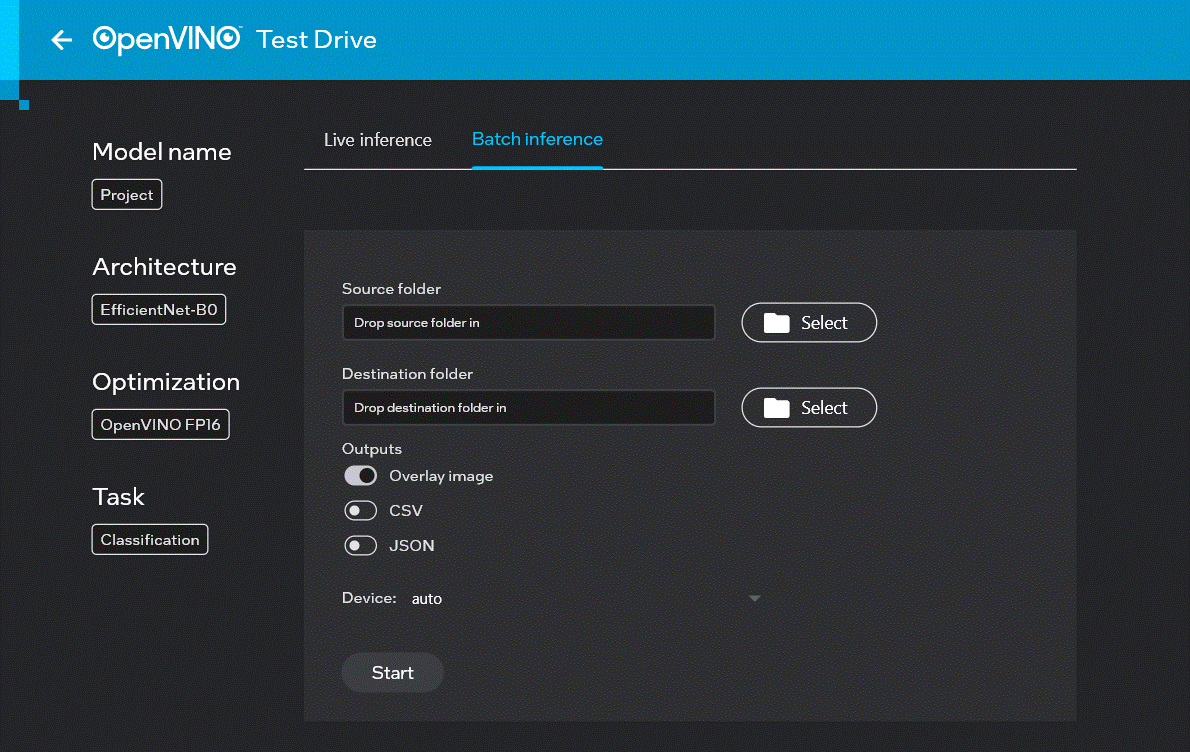 OpenVINO™ Test Drive
Model name
Project
Architecture
EfficientNet-B0
Optimization
OpenVINO FP16
Task
Classification
Live inference
Batch inference
Source folder
Drop source folder in
Select
Destination folder
Drop destination folder in
Select
Outputs
Overlay image
CSV
JSON
Device: auto
Start